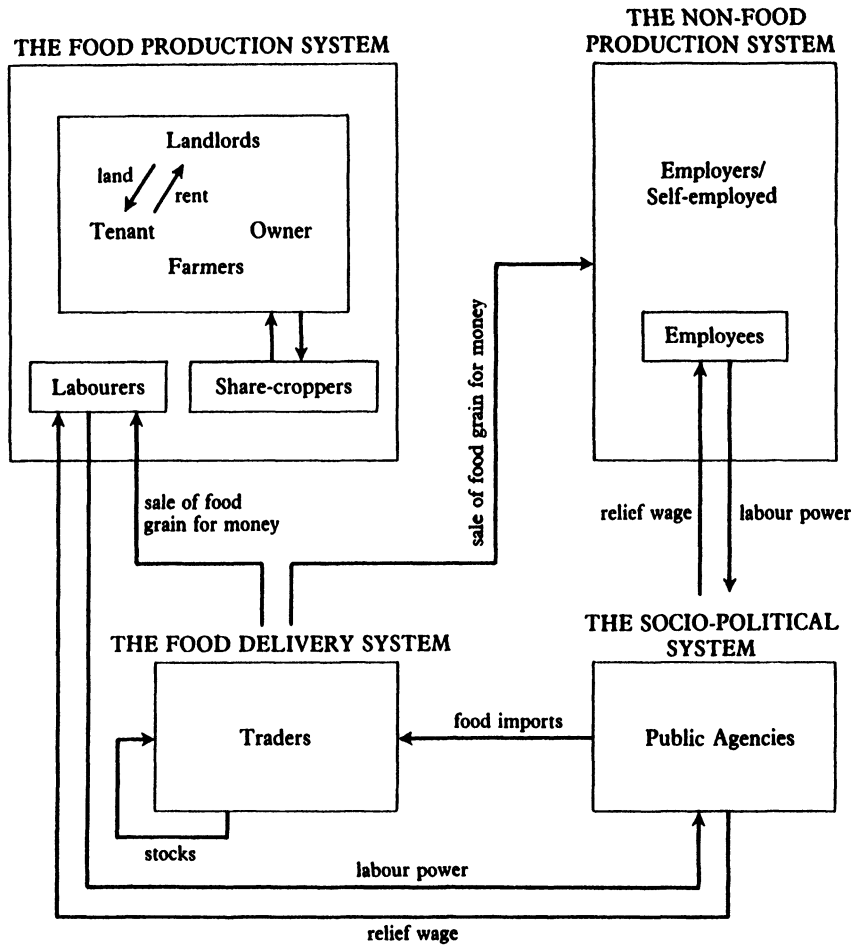 THE FOOD PRODUCTION SYSTEM
Landlords
land
rent
Tenant
Owner
Farmers
Labourers
Share-croppers
THE NON-FOOD
PRODUCTION SYSTEM
Employers/
Self-employed
Employees
sale of food grain for money
sale of food
grain for money
relief wage
labour power
THE FOOD DELIVERY SYSTEM
Traders
stocks
food imports
THE SOCIO-POLITICAL
SYSTEM
Public Agencies
labour power
relief wage